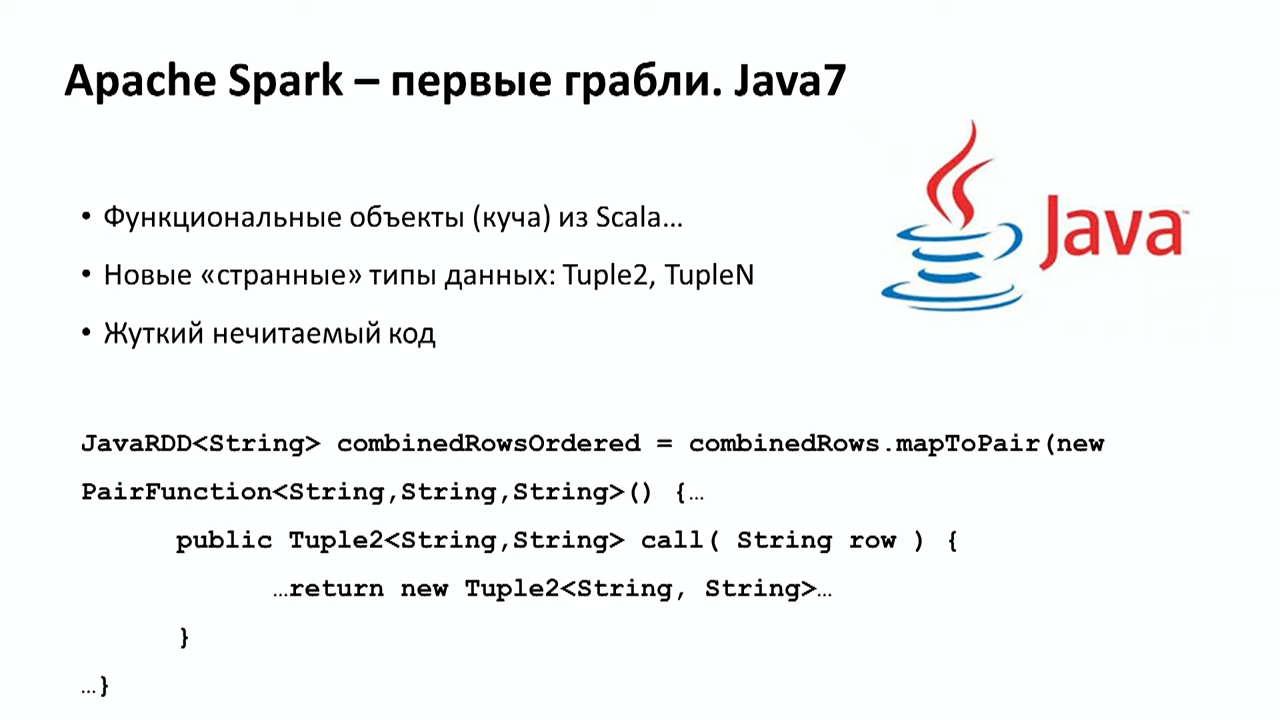 Apache Spark – первые грабли. Java7
• Функциональные объекты (куча) из Scala…
• Новые «странные» типы данных: Tuple2, TupleN
• Жуткий нечитаемый код
Java™
JavaRDD<String> combinedRowsOrdered = combinedRows.mapToPair(new
PairFunction<String,String,String>() {…
public Tuple2<String,String> call( String row ) {
…return new Tuple2<String, String>…
}
…}